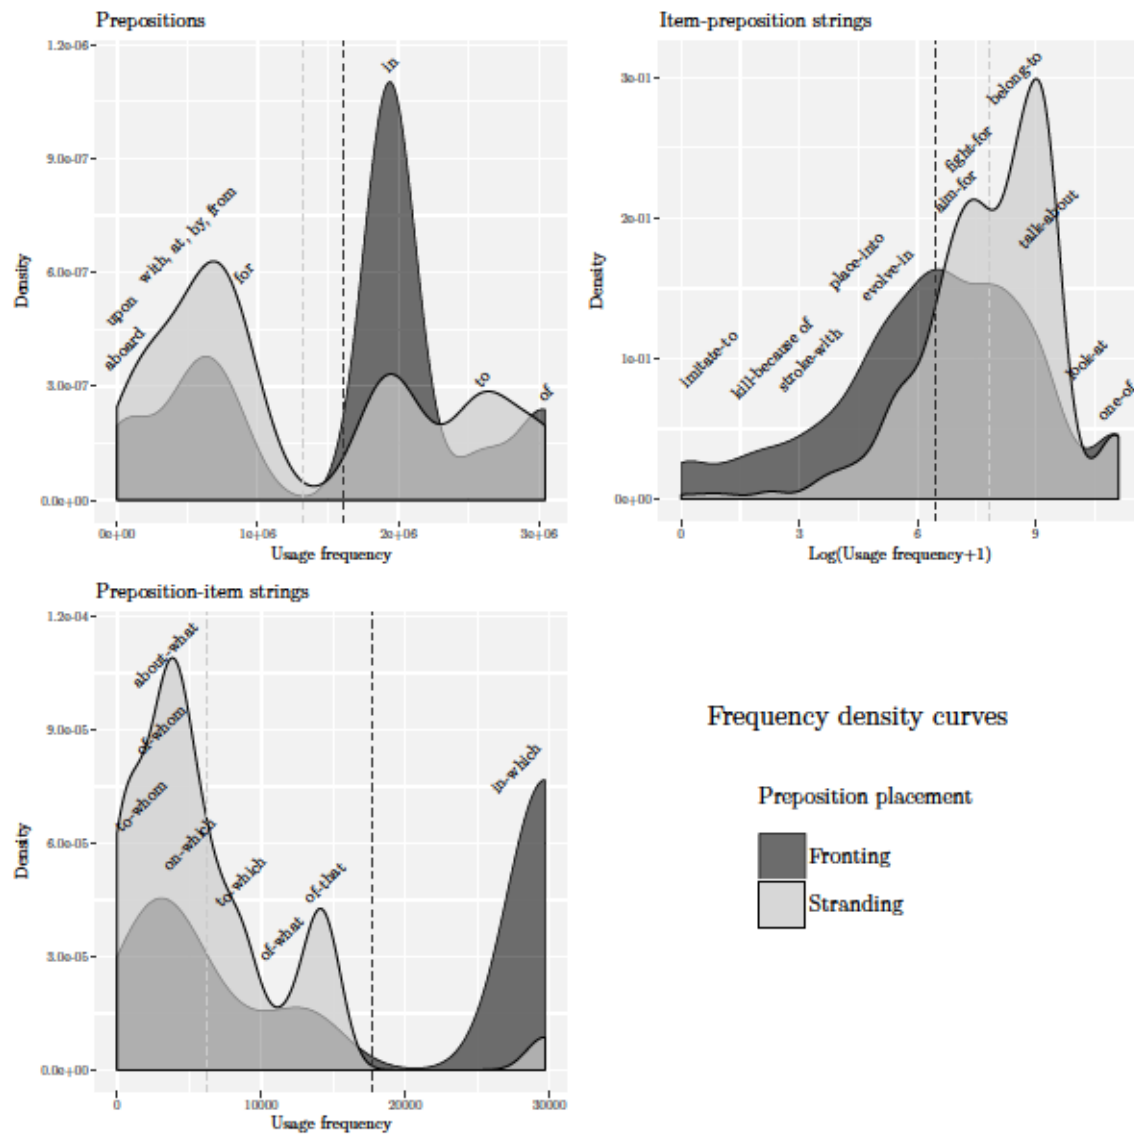 Prepositions
1.2e-06
9.0e-07
6.0e-07
3.0e-07
0.0e+00
Density
aboard
upon
with, at, by, from
for
in
to
of
0e+00
1e+06
2e+06
3e+06
Usage frequency
Item-preposition strings
3e-01
2e-01
1e-01
0e+00
Density
imitate-to
kill-because of
stroke-with
place-into
evolve-in
aim-for
fight-for
belong-to
talk-about
look-at
one-of
0
3
6
9
Log(Usage frequency+1)
Preposition-item strings
1.2e-04
9.0e-05
6.0e-05
3.0e-05
0.0e+00
Density
about-what
of-whom
to-whom
on-which
to-which
of-what
of-that
in-which
0
10000
20000
30000
Usage frequency
Frequency density curves
Preposition placement
Fronting
Stranding